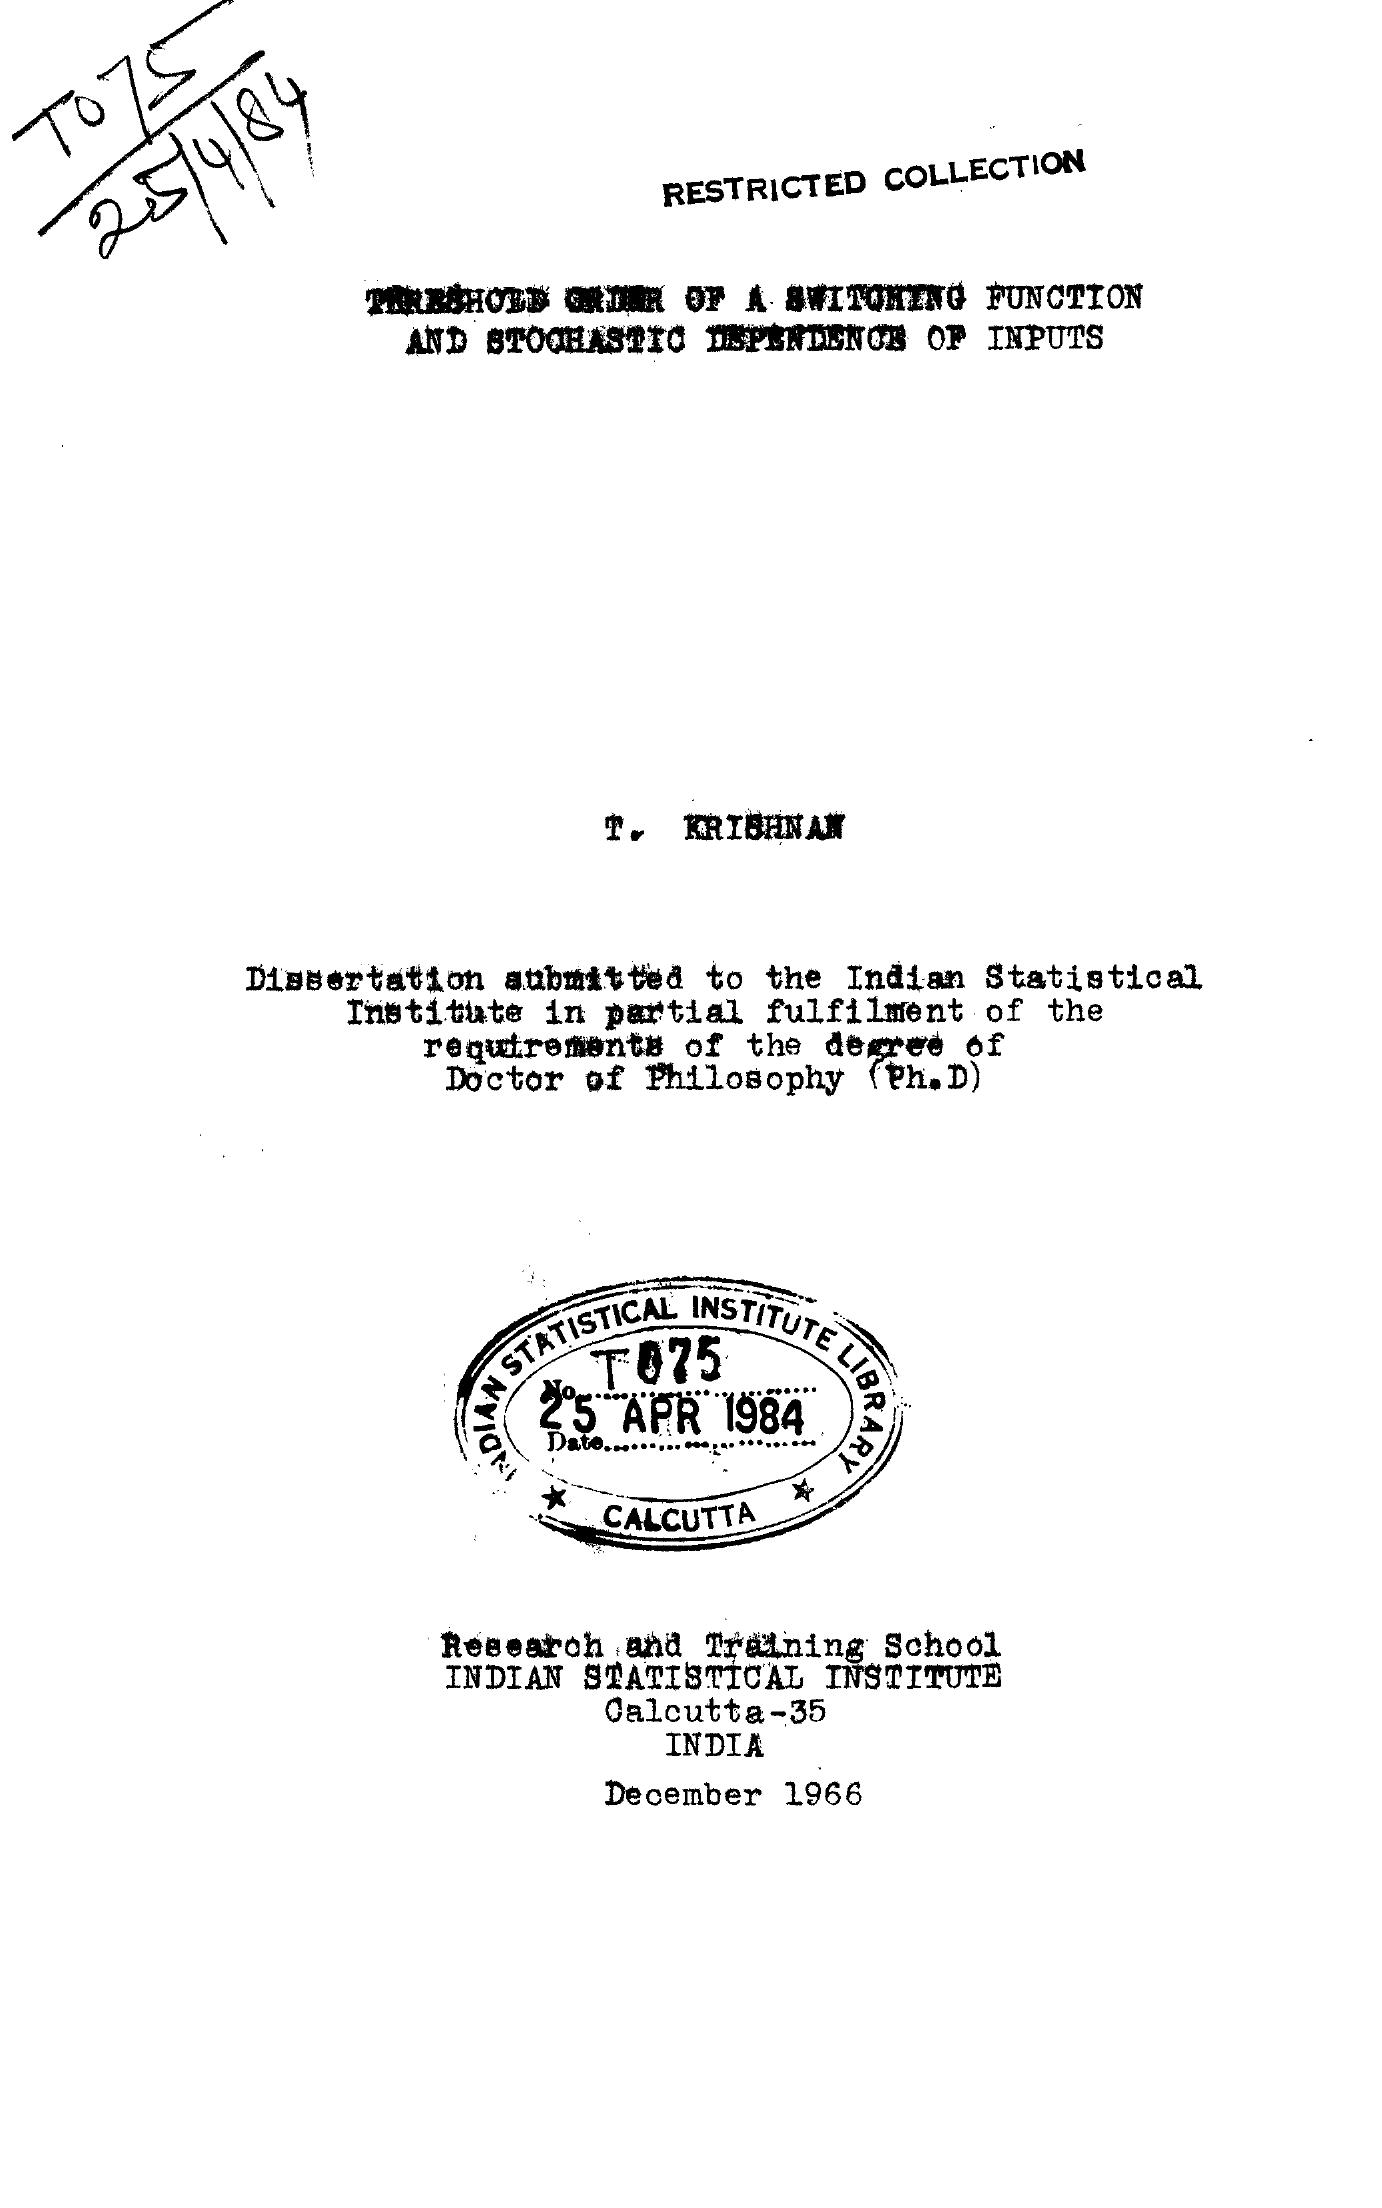 T075
25/4/84
RESTRICTED COLLECTION
THRESHOLD ORDER OF A SWITCHING FUNCTION
AND STOCHASTIC DEPENDENCE OF INPUTS
T. KRISHNAN
Dissertation submitted to the Indian Statistical
Institute in partial fulfilment of the
requirements of the degree of
Doctor of Philosophy (Ph.D)
INDIAN STATISTICAL INSTITUTE LIBRARY
No. T075
25 APR 1984
Date
★ CALCUTTA ★
Research and Training School
INDIAN STATISTICAL INSTITUTE
Calcutta-35
INDIA
December 1966